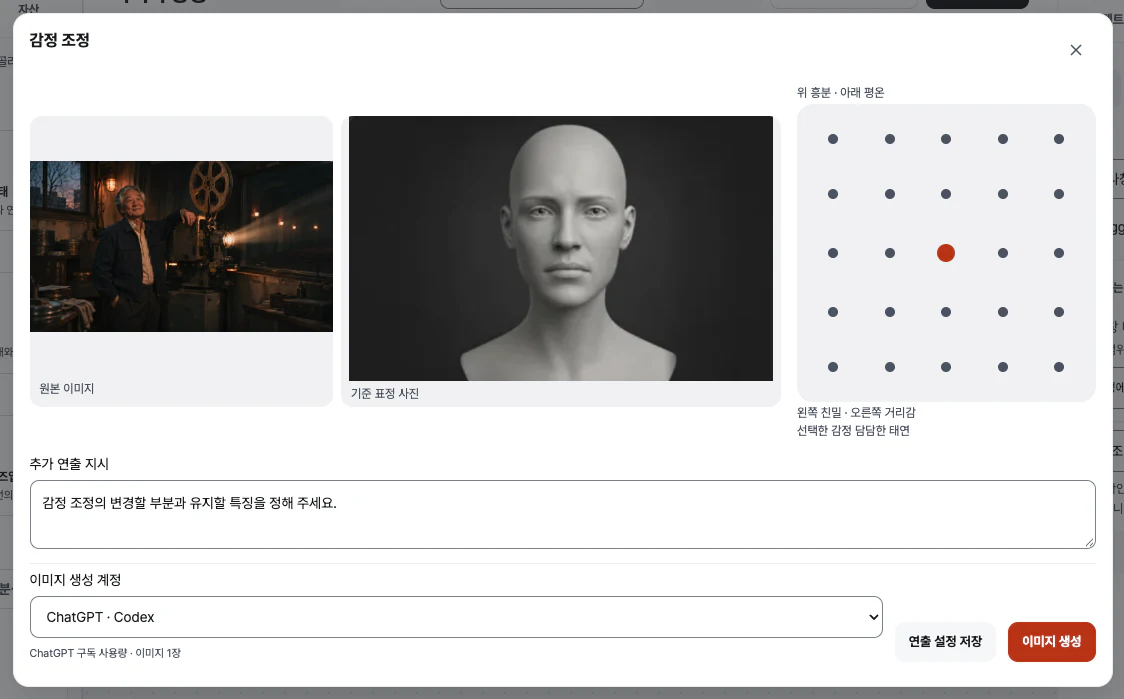 자산
감정 조정
위 흥분 · 아래 평온
원본 이미지
기준 표정 사진
왼쪽 친밀 · 오른쪽 거리감
선택한 감정 담담한 태연
추가 연출 지시
감정 조정의 변경할 부분과 유지할 특징을 정해 주세요.
이미지 생성 계정
ChatGPT · Codex
ChatGPT 구독 사용량 · 이미지 1장
연출 설정 저장
이미지 생성